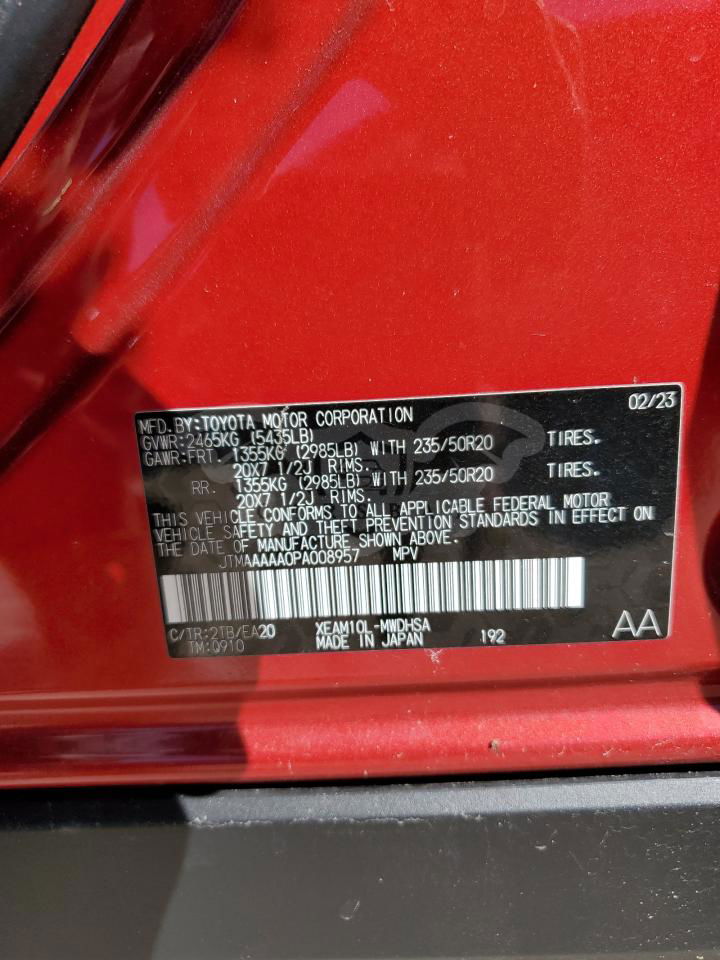 MFD. BY:TOYOTA MOTOR CORPORATION 02/23
GVWR:2465KG (5435LB)
GAWR:FRT. 1355KG (2985LB) WITH 235/50R20 TIRES.
20X7 1/2J RIMS.
RR. 1355KG (2985LB) WITH 235/50R20 TIRES.
20X7 1/2J RIMS.
THIS VEHICLE CONFORMS TO ALL APPLICABLE FEDERAL MOTOR
VEHICLE SAFETY AND THEFT PREVENTION STANDARDS IN EFFECT ON
THE DATE OF MANUFACTURE SHOWN ABOVE.
JTMAAAAA0PA008957 MPV
C/TR:2TB/EA20 XEAM10L-MWDHSA
TM:0910 MADE IN JAPAN 192 AA